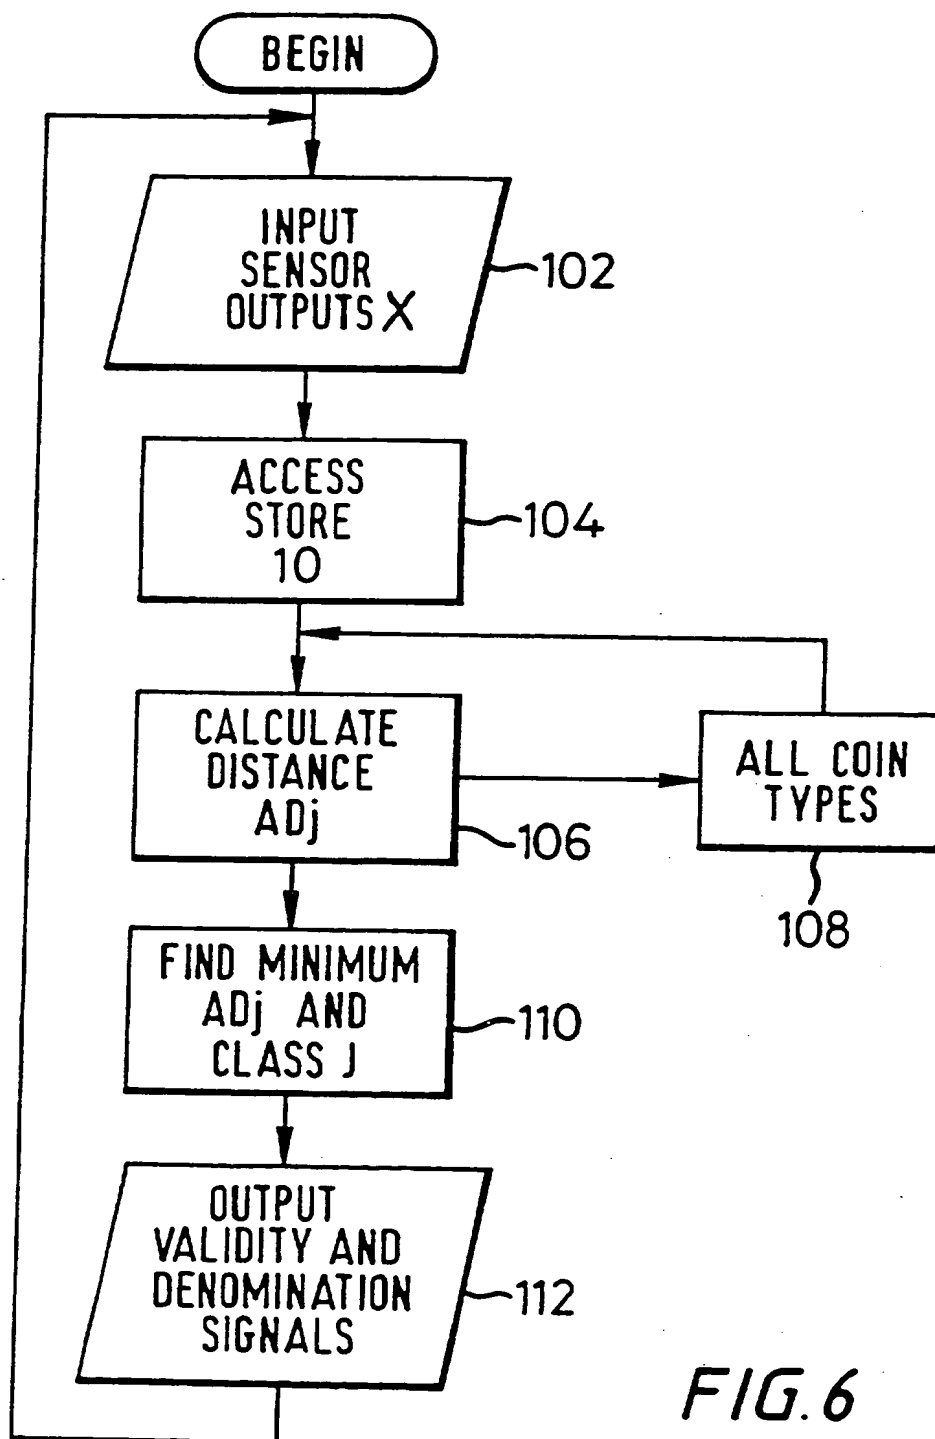 BEGIN
INPUT
SENSOR
OUTPUTS X
102
ACCESS
STORE
10
104
CALCULATE
DISTANCE
ADj
106
ALL COIN
TYPES
108
FIND MINIMUM
ADj AND
CLASS J
110
OUTPUT
VALIDITY AND
DENOMINATION
SIGNALS
112
FIG. 6